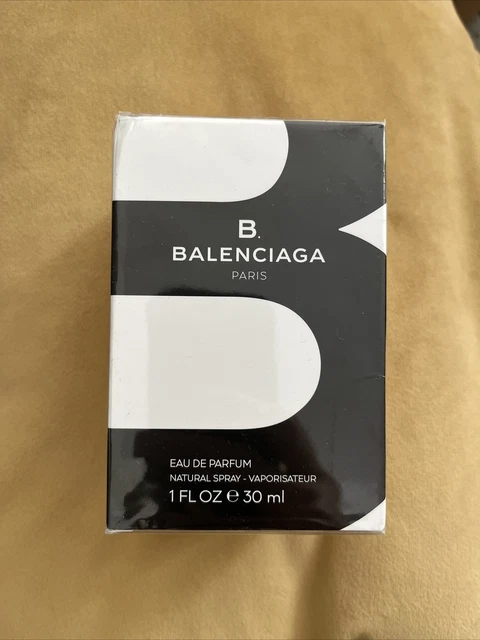 B.
BALENCIAGA
PARIS
EAU DE PARFUM
NATURAL SPRAY - VAPORISATEUR
1 FL OZ ℮ 30 ml